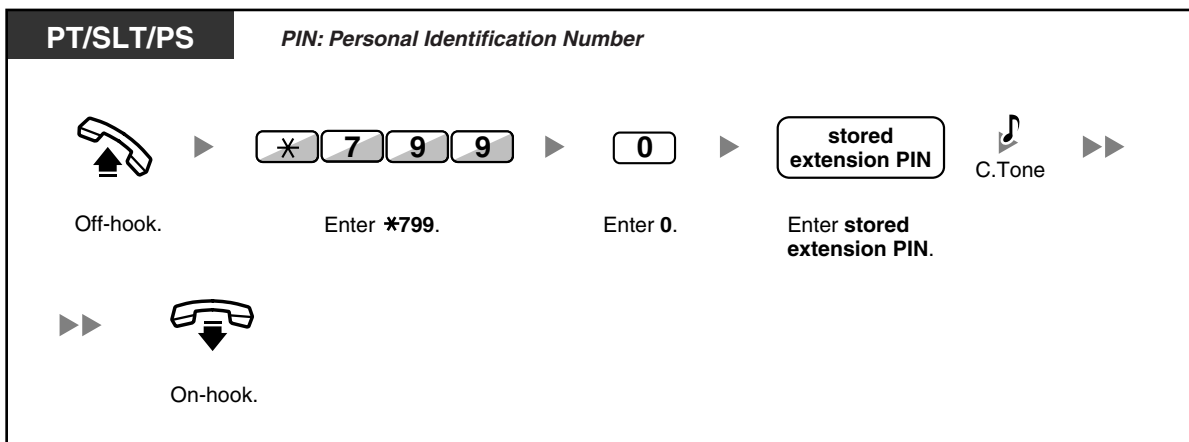 PT/SLT/PS
PIN: Personal Identification Number
* 7 9 9
0
stored
extension PIN
C.Tone
Off-hook.
Enter *799.
Enter 0.
Enter stored
extension PIN.
On-hook.